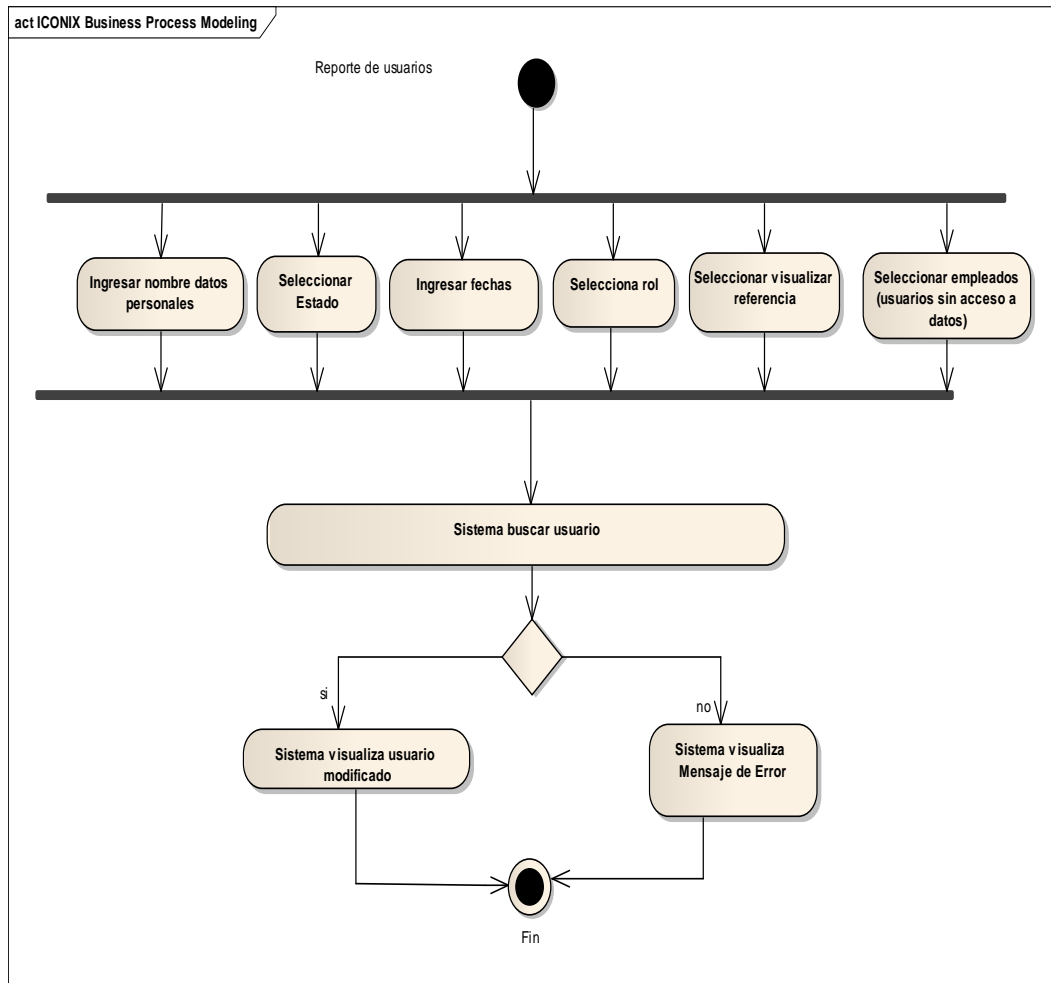 act ICONIX Business Process Modeling
Reporte de usuarios
Ingresar nombre datos
personales
Seleccionar
Estado
Ingresar fechas
Selecciona rol
Seleccionar visualizar
referencia
Seleccionar empleados
(usuarios sin acceso a
datos)
Sistema buscar usuario
si
no
Sistema visualiza usuario
modificado
Sistema visualiza
Mensaje de Error
Fin